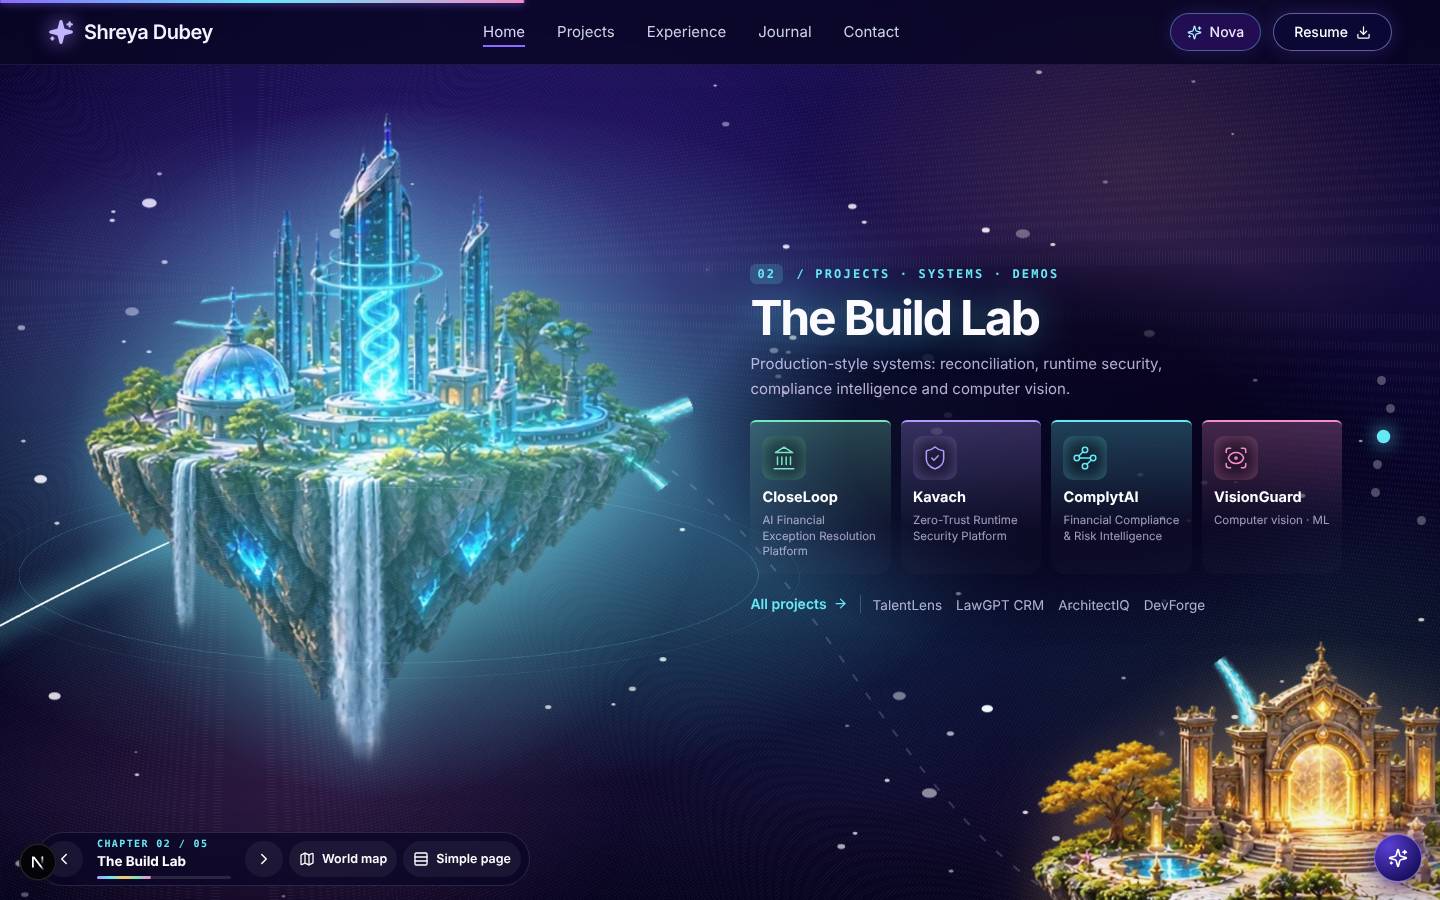 Shreya Dubey
Home
Projects
Experience
Journal
Contact
Nova
Resume
02 / PROJECTS · SYSTEMS · DEMOS
The Build Lab
Production-style systems: reconciliation, runtime security,
compliance intelligence and computer vision.
CloseLoop
AI Financial
Exception Resolution
Platform
Kavach
Zero-Trust Runtime
Security Platform
ComplytAI
Financial Compliance
& Risk Intelligence
VisionGuard
Computer vision · ML
All projects
TalentLens
LawGPT CRM
ArchitectIQ
DevForge
CHAPTER 02 / 05
The Build Lab
World map
Simple page
N